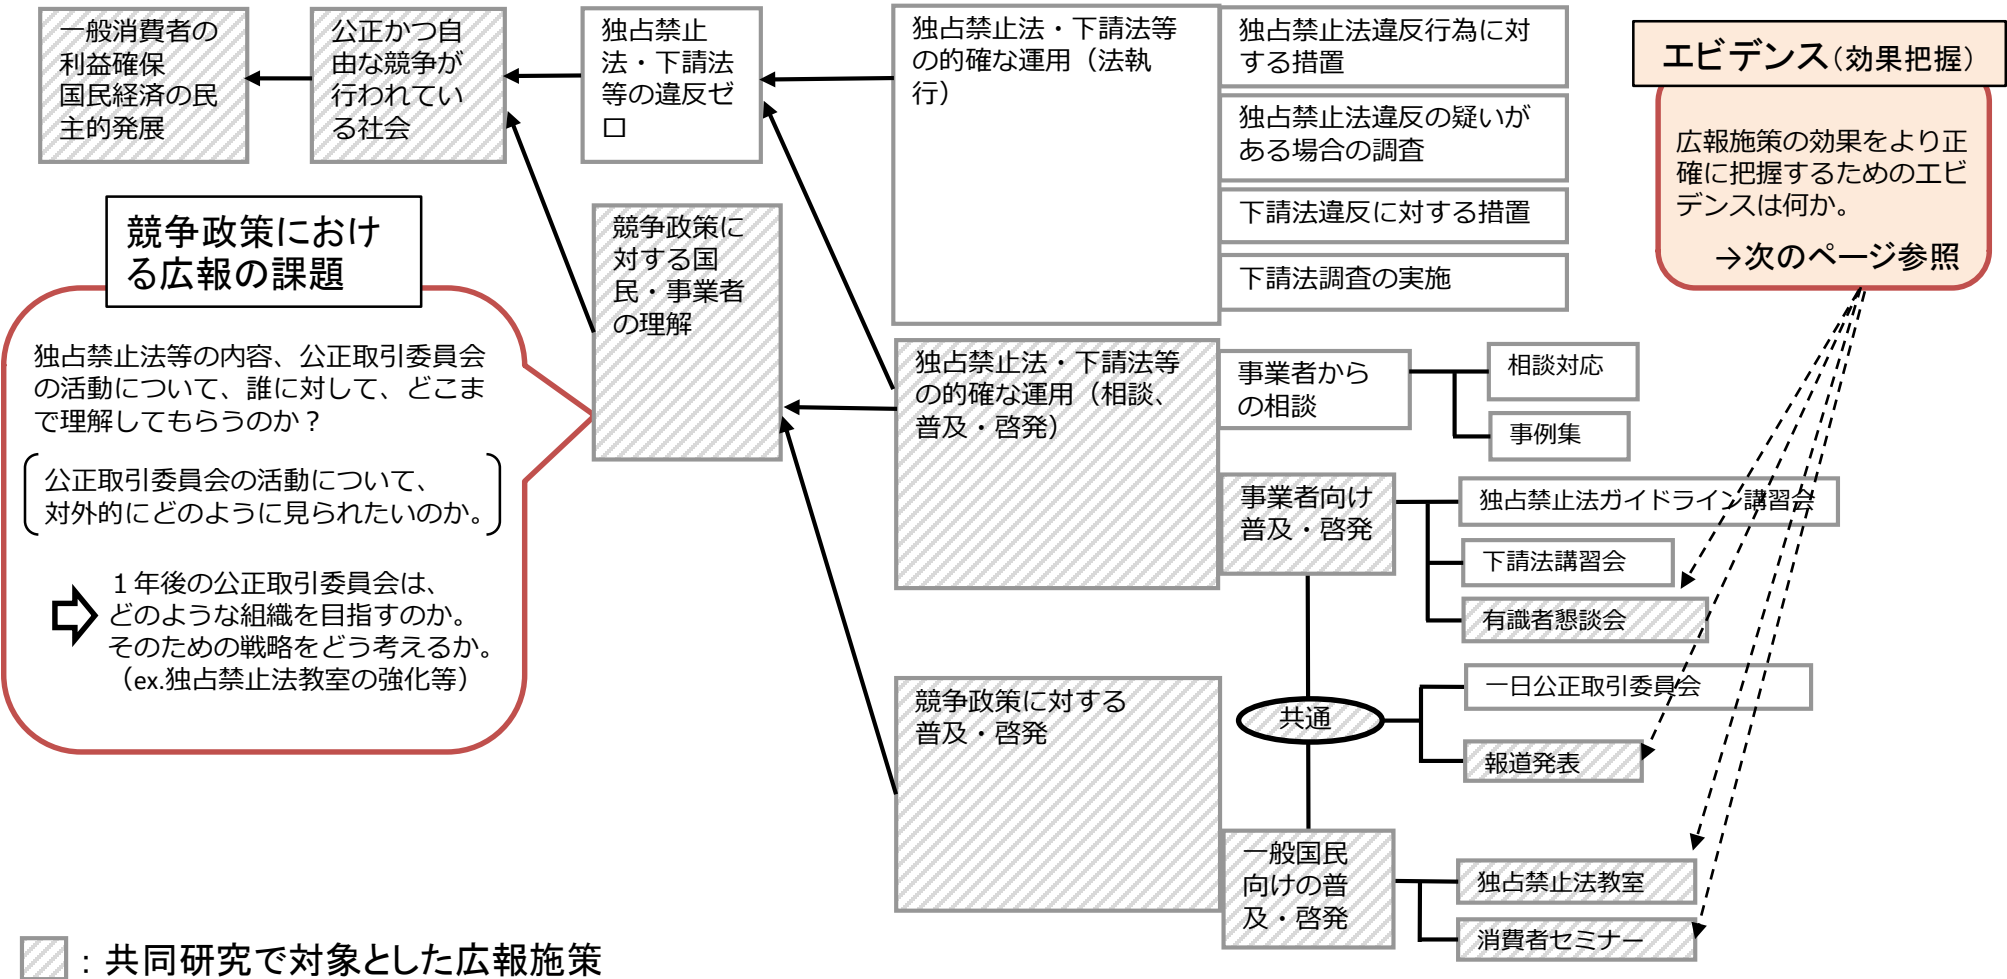 一般消費者の
利益確保
国民経済の民
主的発展
公正かつ自
由な競争が
行われてい
る社会
独占禁止
法・下請法
等の違反ゼ
ロ
独占禁止法・下請法等
の的確な運用（法執
行）
独占禁止法違反行為に対
する措置
独占禁止法違反の疑いが
ある場合の調査
下請法違反に対する措置
下請法調査の実施
エビデンス（効果把握）
広報施策の効果をより正
確に把握するためのエビ
デンスは何か。
→次のページ参照
競争政策におけ
る広報の課題
独占禁止法等の内容、公正取引委員会
の活動について、誰に対して、どこま
で理解してもらうのか？
公正取引委員会の活動について、
対外的にどのように見られたいのか。
１年後の公正取引委員会は、
どのような組織を目指すのか。
そのための戦略をどう考えるか。
（ex.独占禁止法教室の強化等）
競争政策に
対する国
民・事業者
の理解
独占禁止法・下請法等
の的確な運用（相談、
普及・啓発）
事業者から
の相談
相談対応
事例集
事業者向け
普及・啓発
独占禁止法ガイドライン講習会
下請法講習会
有識者懇談会
競争政策に対する
普及・啓発
共通
一日公正取引委員会
報道発表
一般国民
向けの普
及・啓発
独占禁止法教室
消費者セミナー
：共同研究で対象とした広報施策